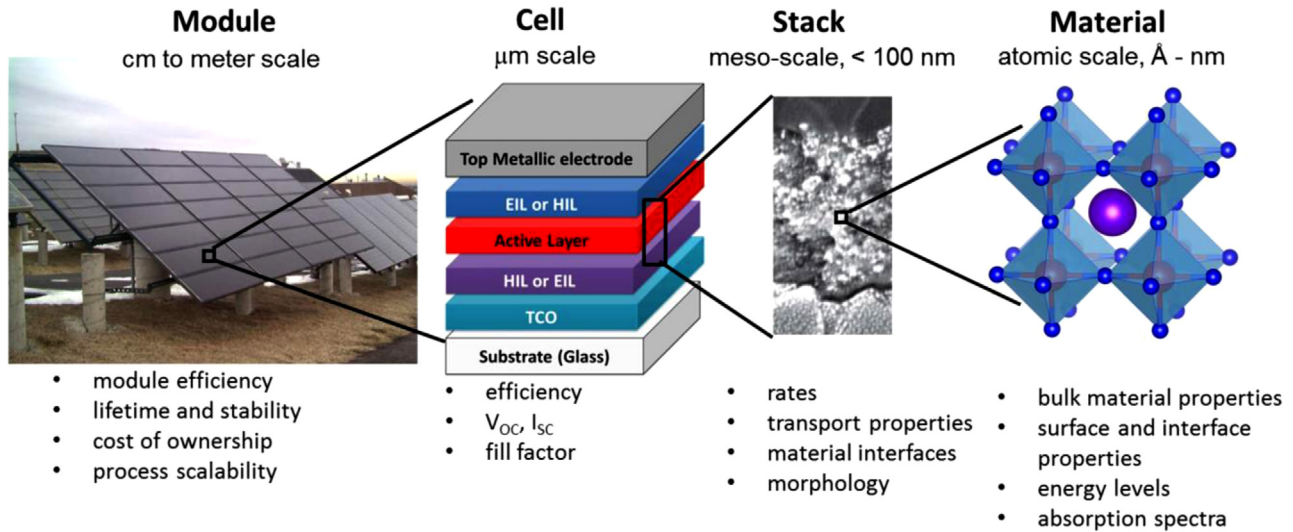 Module
cm to meter scale
Cell
μm scale
Stack
meso-scale, < 100 nm
Material
atomic scale, Å - nm
Top Metallic electrode
EIL or HIL
Active Layer
HIL or EIL
TCO
Substrate (Glass)
• module efficiency
• lifetime and stability
• cost of ownership
• process scalability
• efficiency
• VOC, ISC
• fill factor
• rates
• transport properties
• material interfaces
• morphology
• bulk material properties
• surface and interface
properties
• energy levels
• absorption spectra